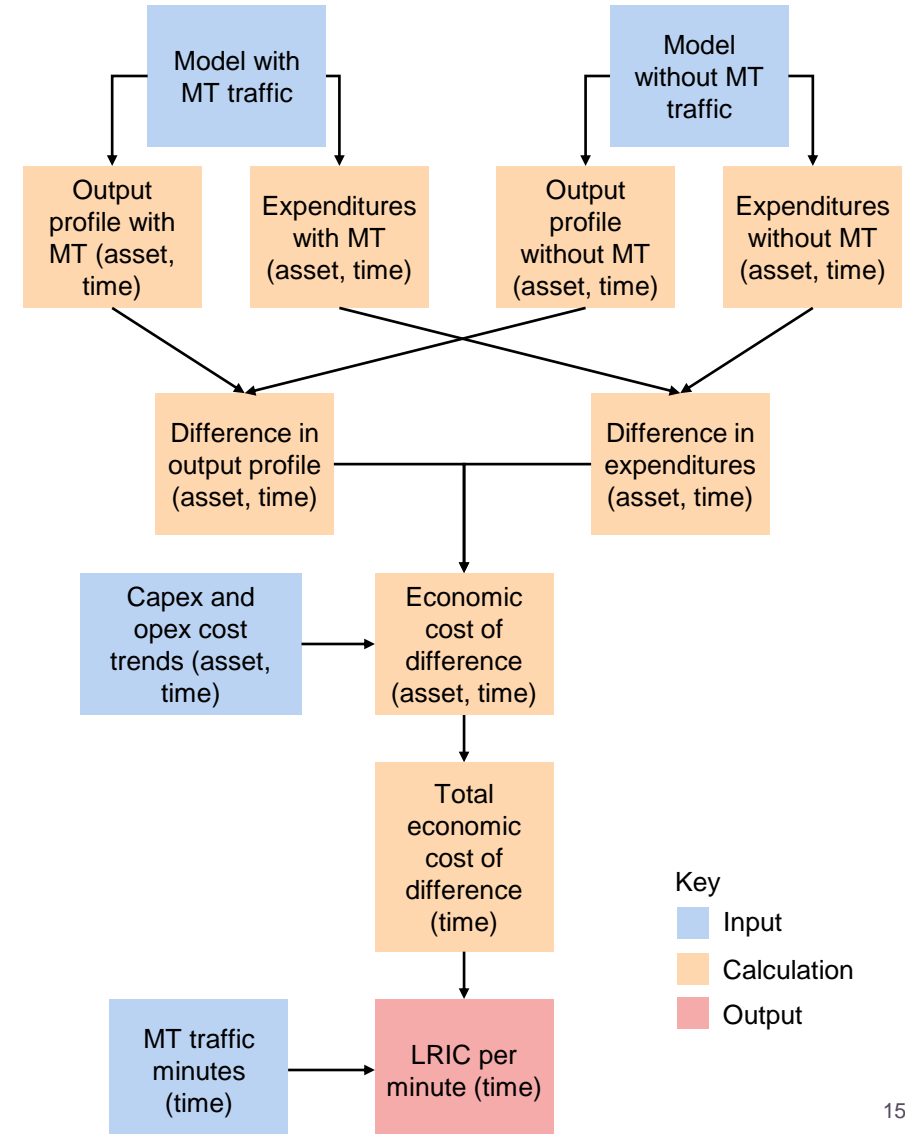 Model with
MT traffic
Model
without MT
traffic
Output
profile with
MT (asset,
time)
Expenditures
with MT
(asset, time)
Output
profile
without MT
(asset, time)
Expenditures
without MT
(asset, time)
Difference in
output profile
(asset, time)
Difference in
expenditures
(asset, time)
Capex and
opex cost
trends (asset,
time)
Economic
cost of
difference
(asset, time)
Total
economic
cost of
difference
(time)
Key
Input
Calculation
Output
MT traffic
minutes
(time)
LRIC per
minute (time)
15